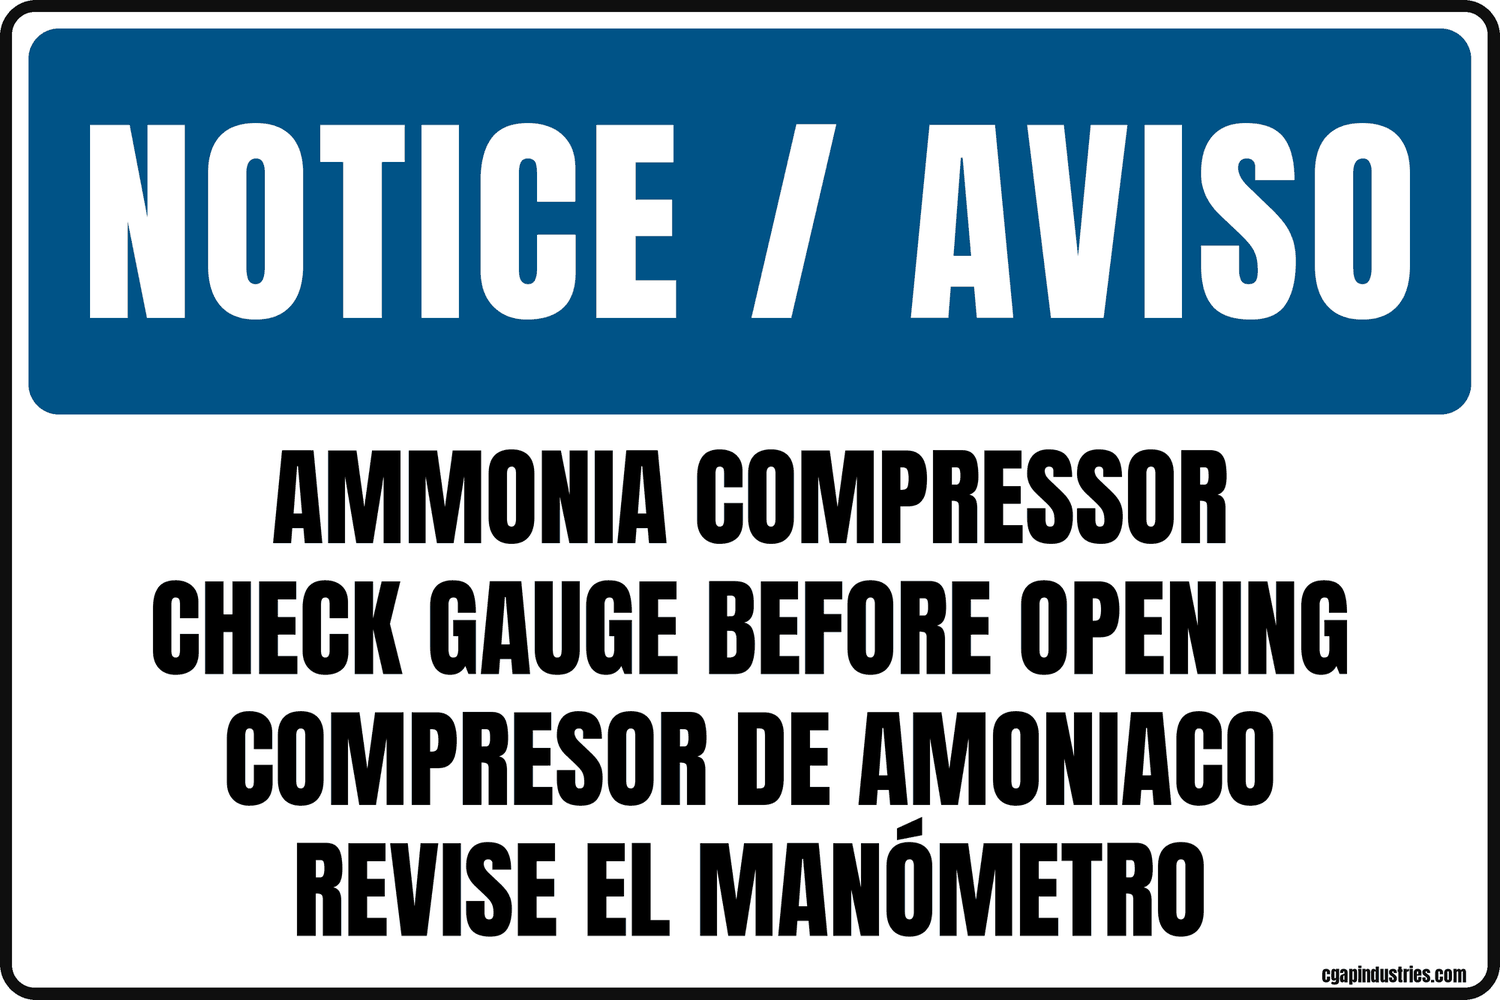 NOTICE / AVISO
AMMONIA COMPRESSOR
CHECK GAUGE BEFORE OPENING
COMPRESOR DE AMONIACO
REVISE EL MANÓMETRO
cgapindustries.com